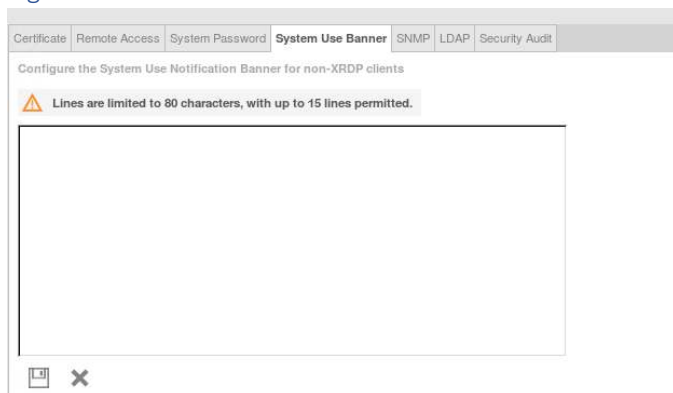 Certificate Remote Access System Password System Use Banner SNMP LDAP Security Audit
Configure the System Use Notification Banner for non-XRDP clients
Lines are limited to 80 characters, with up to 15 lines permitted.